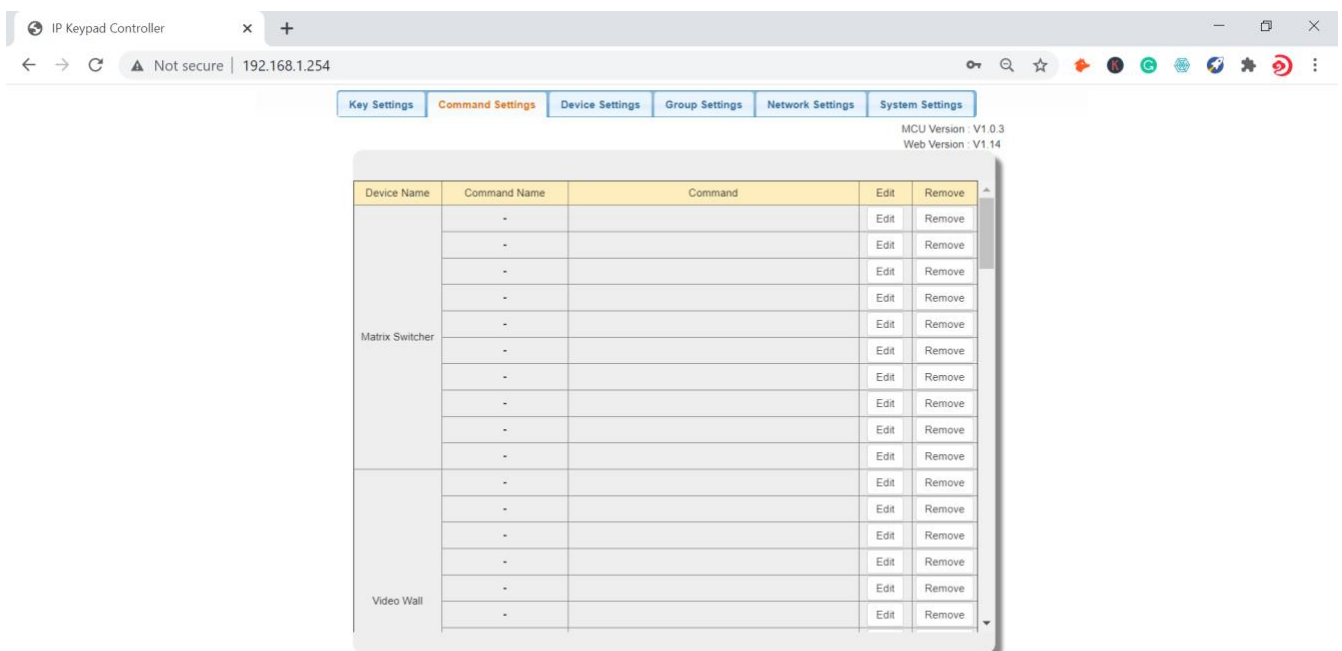 IP Keypad Controller
Not secure | 192.168.1.254
Key Settings Command Settings Device Settings Group Settings Network Settings System Settings
MCU Version : V1.0.3
Web Version : V1.14
Device Name Command Name Command Edit Remove
- Edit Remove
- Edit Remove
- Edit Remove
- Edit Remove
Matrix Switcher - Edit Remove
- Edit Remove
- Edit Remove
- Edit Remove
- Edit Remove
- Edit Remove
- Edit Remove
- Edit Remove
- Edit Remove
- Edit Remove
Video Wall - Edit Remove
- Edit Remove